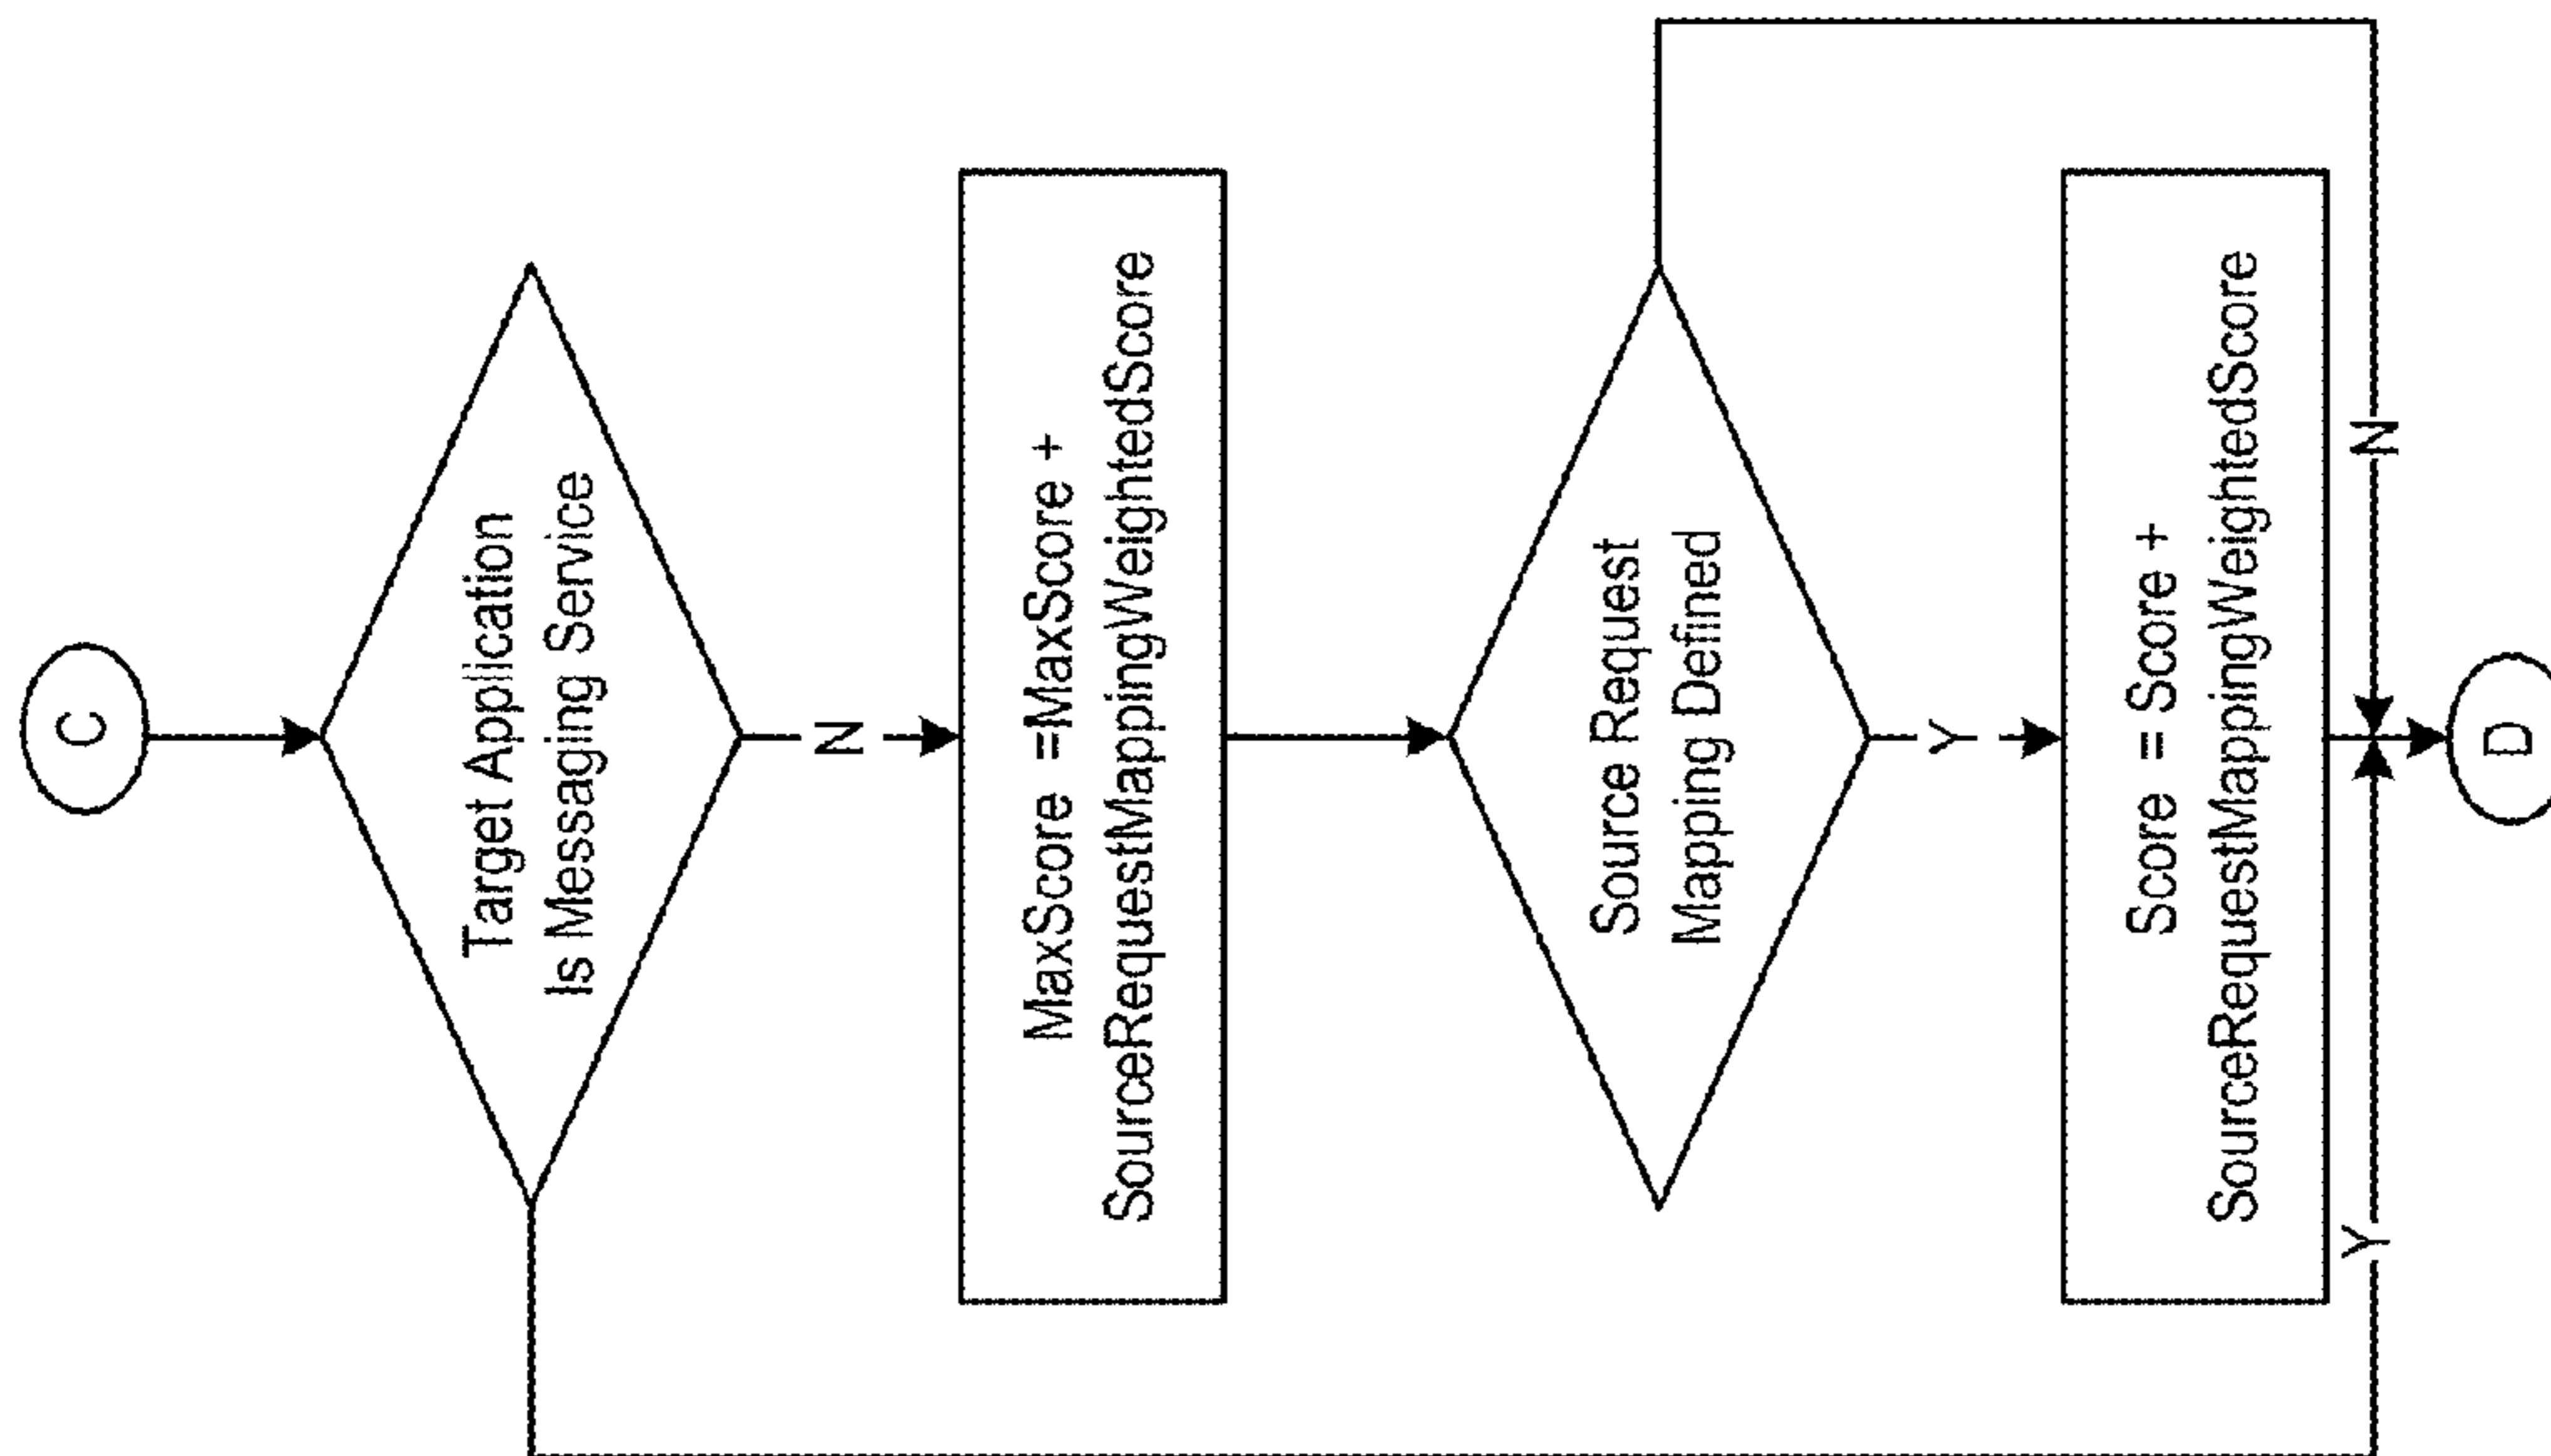 C
Target Application
Is Messaging Service
N
MaxScore =MaxScore +
SourceRequestMappingWeightedScore
Source Request
Mapping Defined
Y
Score = Score +
SourceRequestMappingWeightedScore
N
Y
D